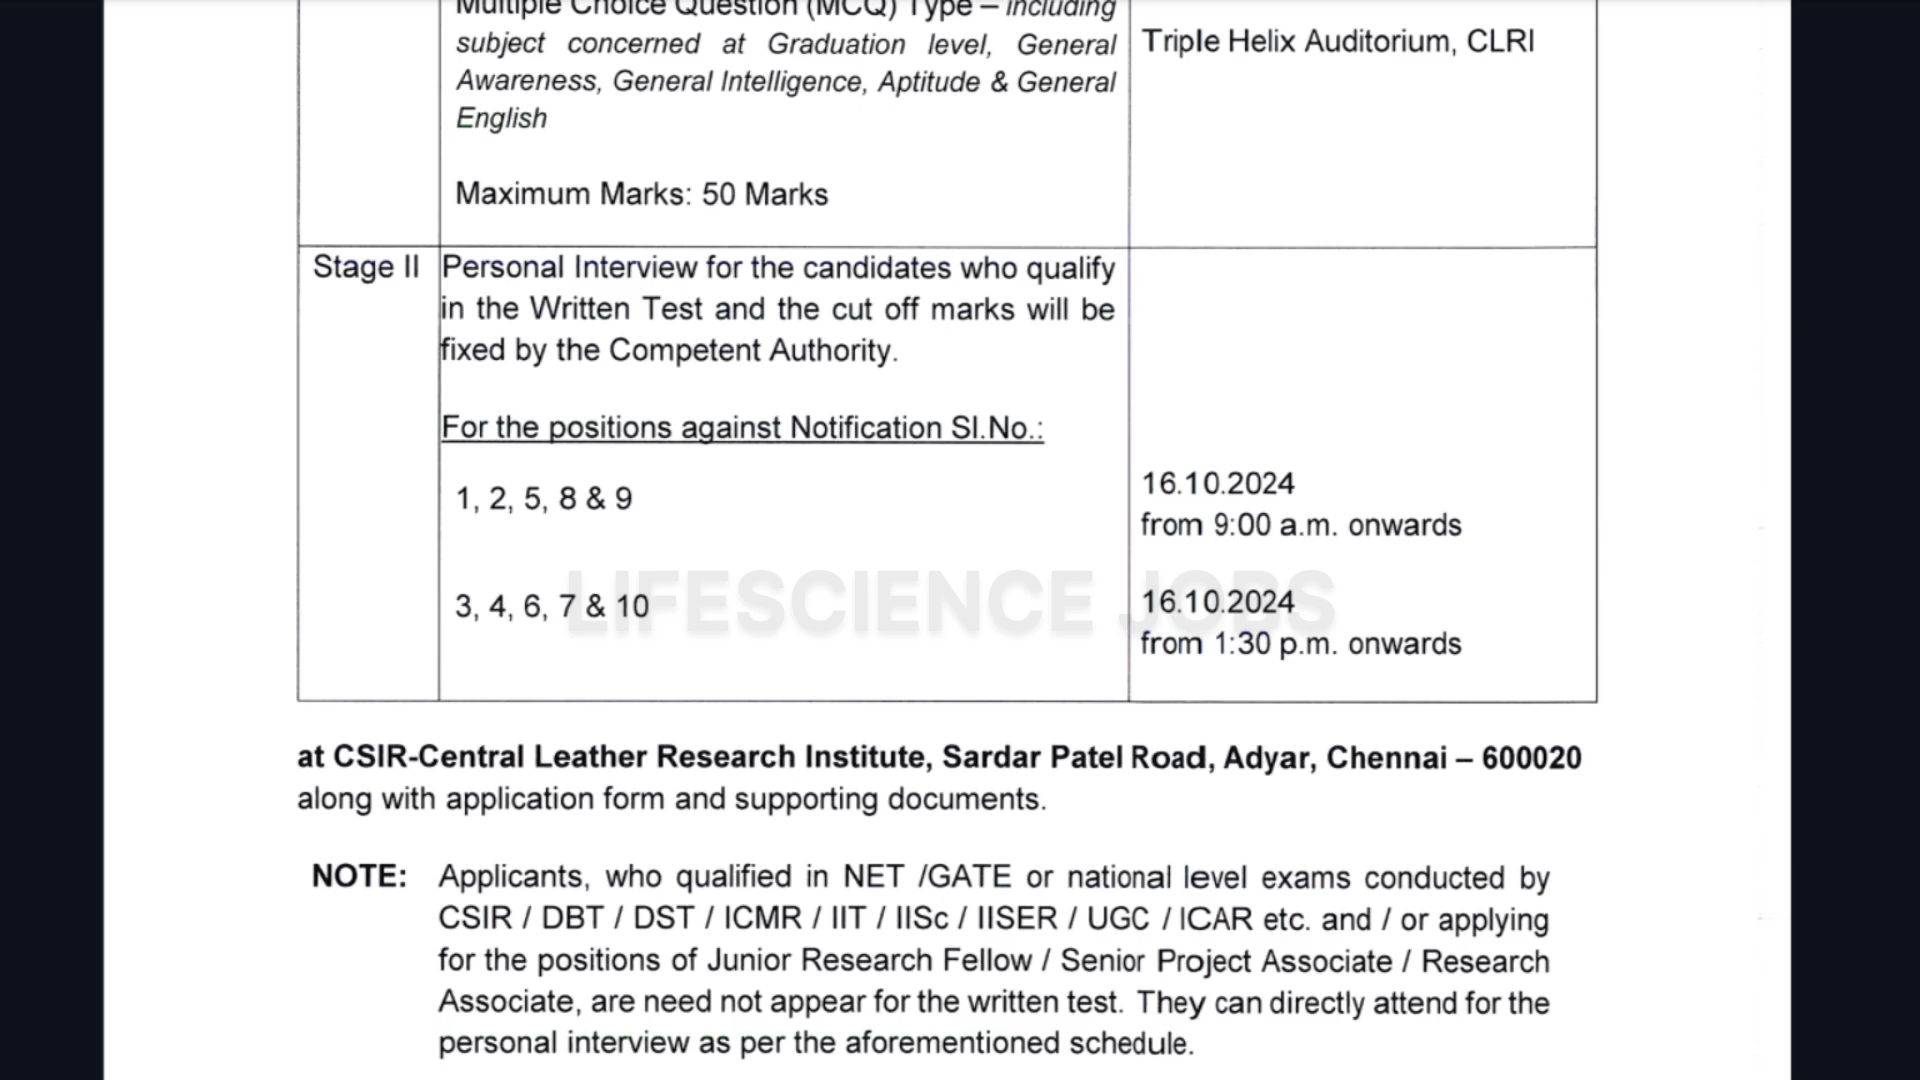 Multiple Choice Question (MCQ) Type – including
subject concerned at Graduation level, General
Awareness, General Intelligence, Aptitude & General
English
Maximum Marks: 50 Marks
Triple Helix Auditorium, CLRI
Stage II
Personal Interview for the candidates who qualify
in the Written Test and the cut off marks will be
fixed by the Competent Authority.
For the positions against Notification Sl.No.:
1, 2, 5, 8 & 9
16.10.2024
from 9:00 a.m. onwards
3, 4, 6, 7 & 10
16.10.2024
from 1:30 p.m. onwards
LIFESCIENCE JOBS
at CSIR-Central Leather Research Institute, Sardar Patel Road, Adyar, Chennai – 600020
along with application form and supporting documents.
NOTE: Applicants, who qualified in NET /GATE or national level exams conducted by
CSIR / DBT / DST / ICMR / IIT / IISc / IISER / UGC / ICAR etc. and / or applying
for the positions of Junior Research Fellow / Senior Project Associate / Research
Associate, are need not appear for the written test. They can directly attend for the
personal interview as per the aforementioned schedule.